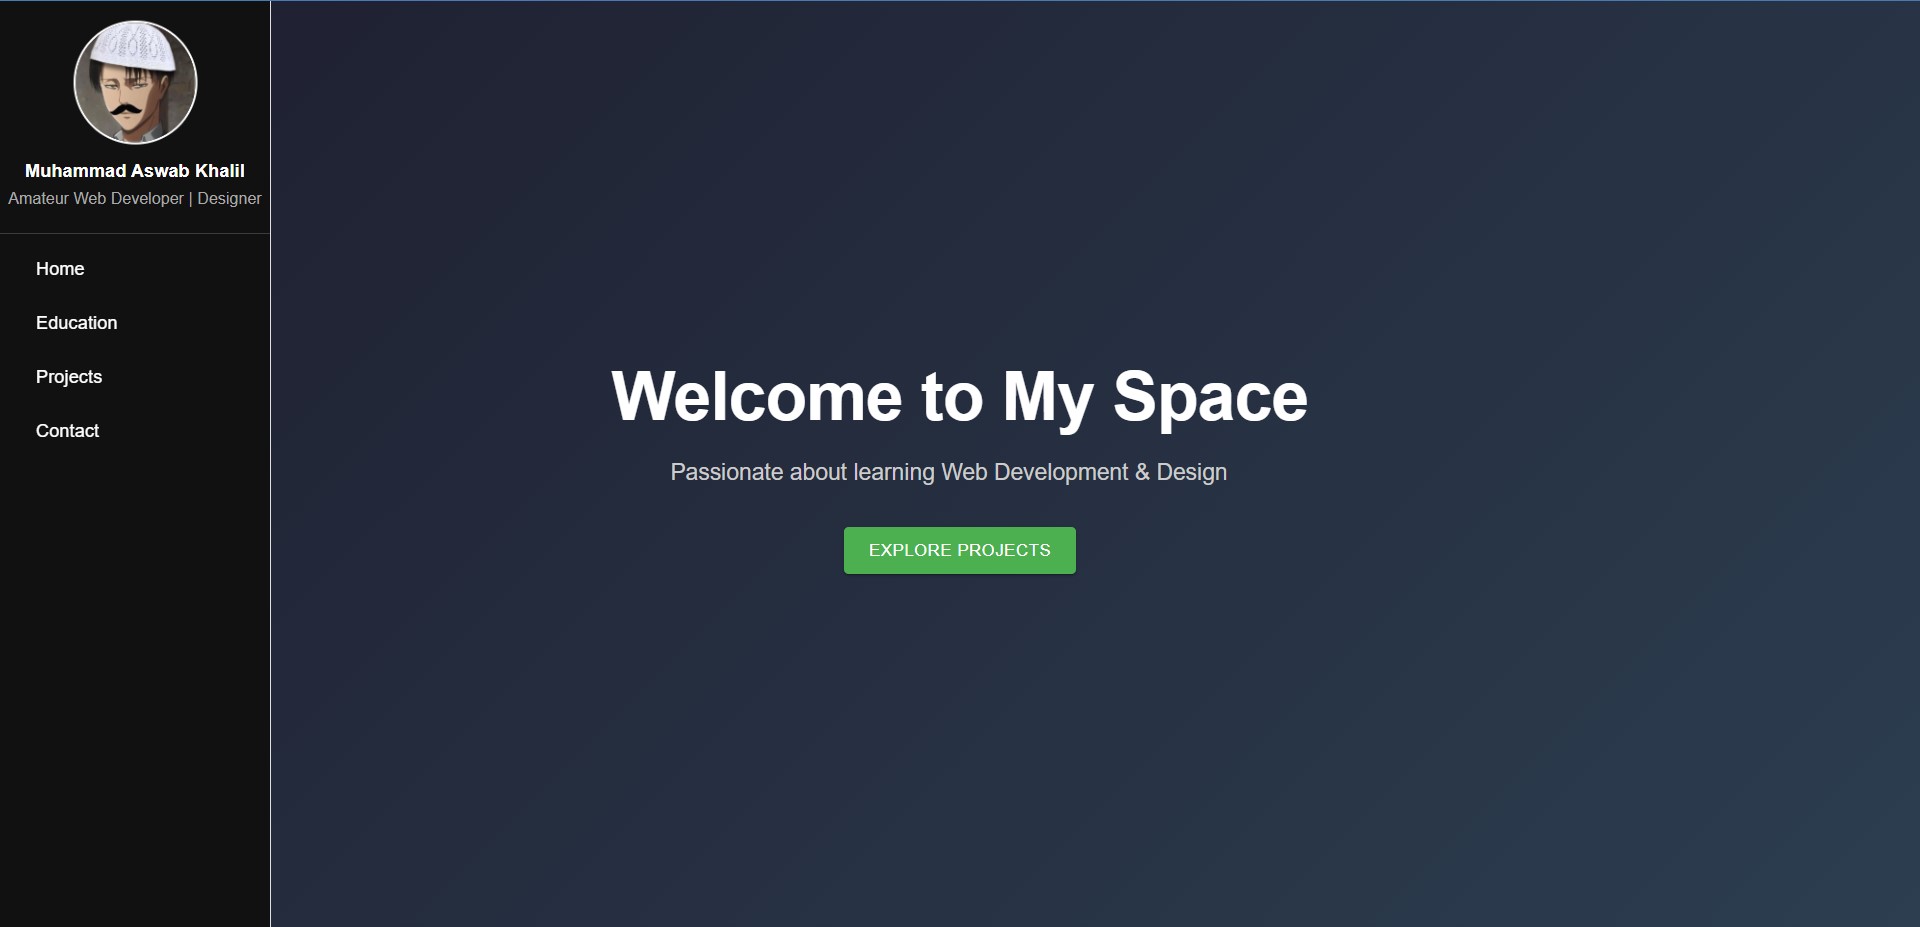 Muhammad Aswab Khalil
Amateur Web Developer | Designer
Home
Education
Projects
Contact
Welcome to My Space
Passionate about learning Web Development & Design
EXPLORE PROJECTS